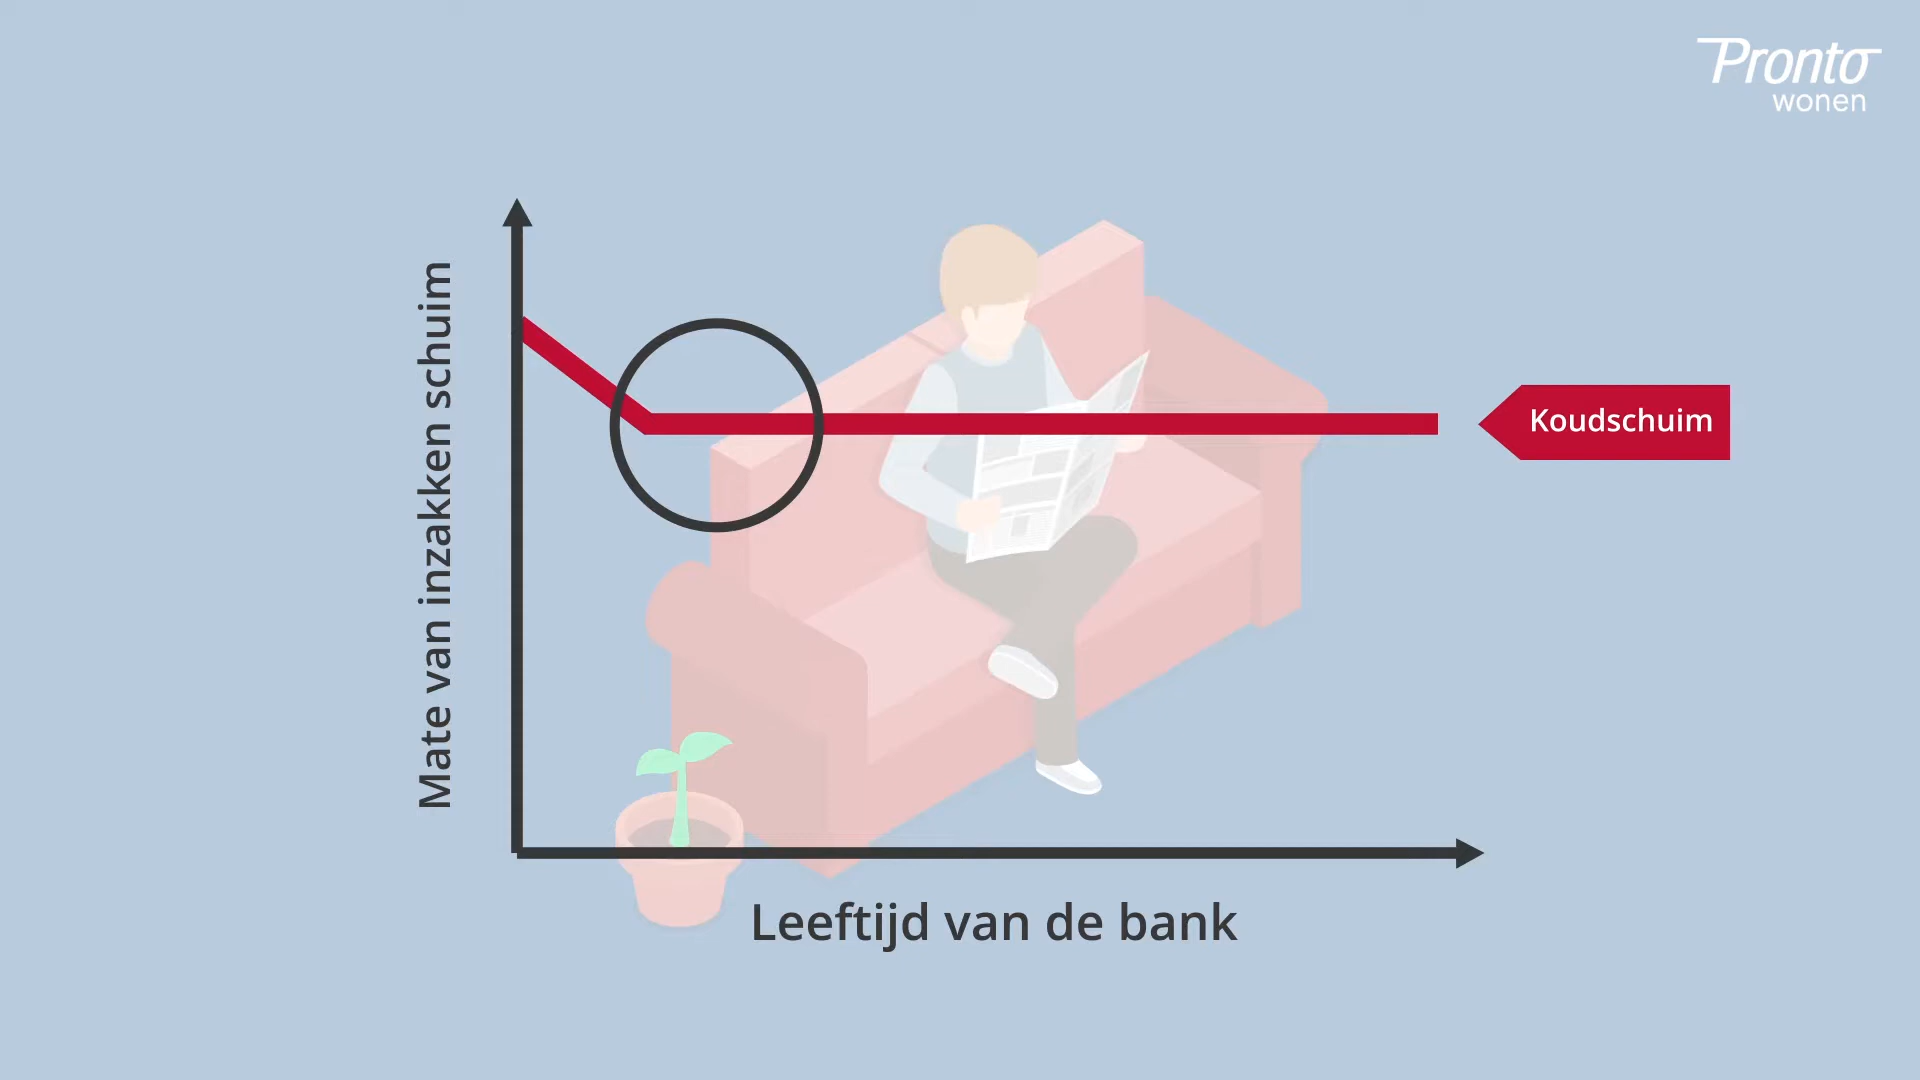 Pronto
wonen
Mate van inzakken schuim
Koudschuim
Leeftijd van de bank